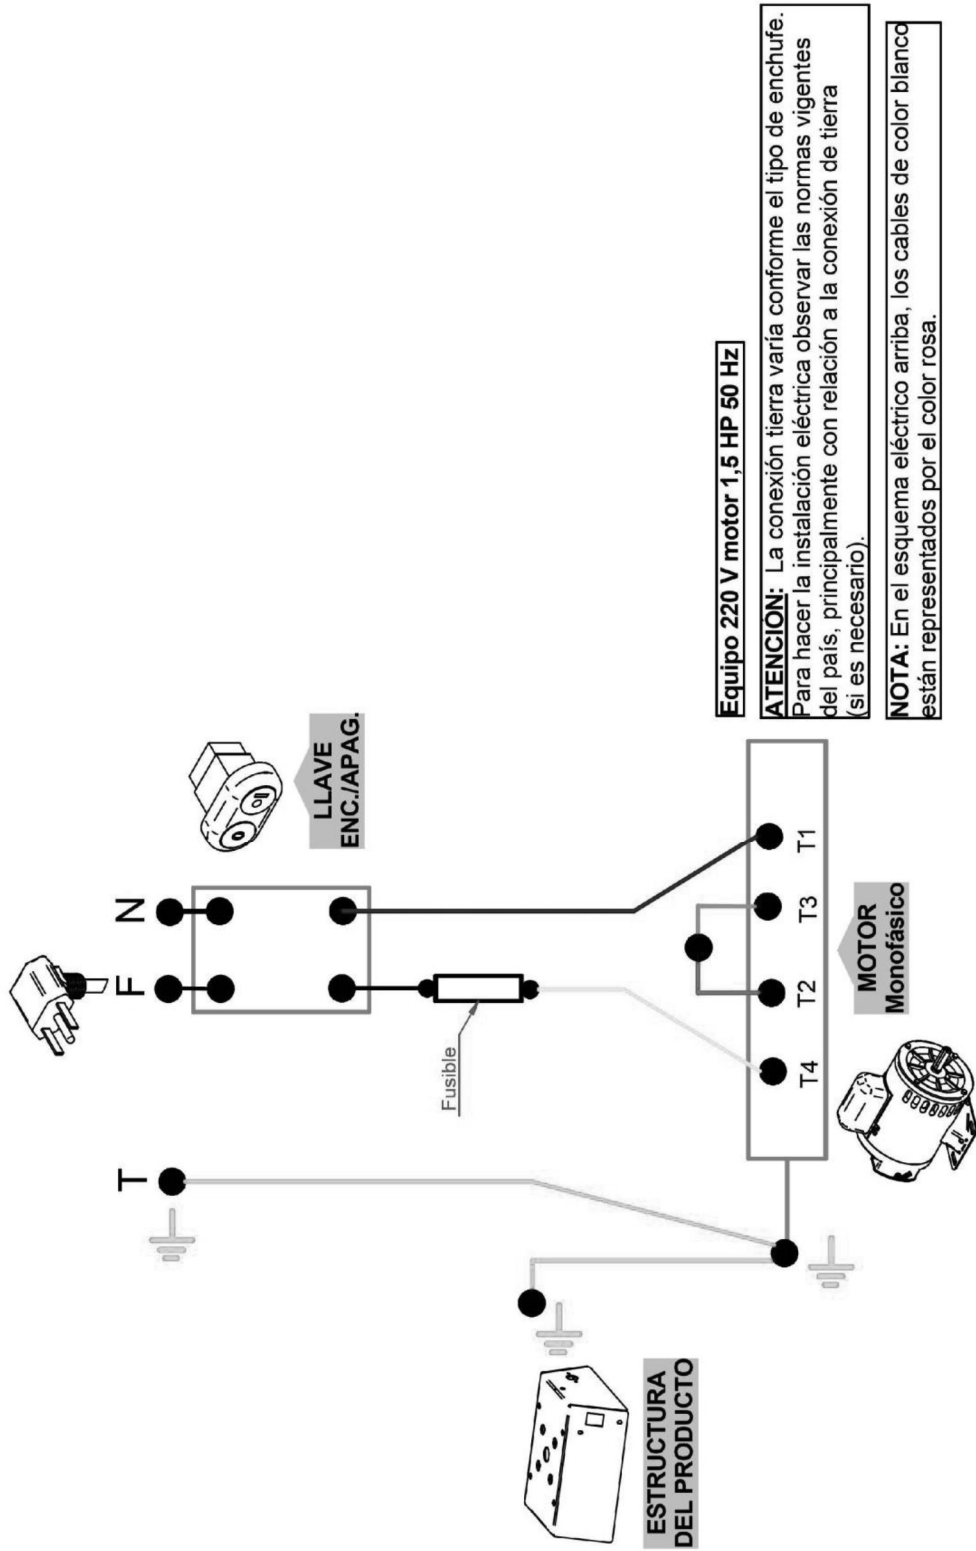 T
F
N
LLAVE
ENC./APAG.
Fusible
ESTRUCTURA
DEL PRODUCTO
T4
T2
T3
T1
MOTOR
Monofásico
Equipo 220 V motor 1,5 HP 50 Hz
ATENCIÓN: La conexión tierra varía conforme el tipo de enchufe.
Para hacer la instalación eléctrica observar las normas vigentes
del país, principalmente con relación a la conexión de tierra
(si es necesario).
NOTA: En el esquema eléctrico arriba, los cables de color blanco
están representados por el color rosa.